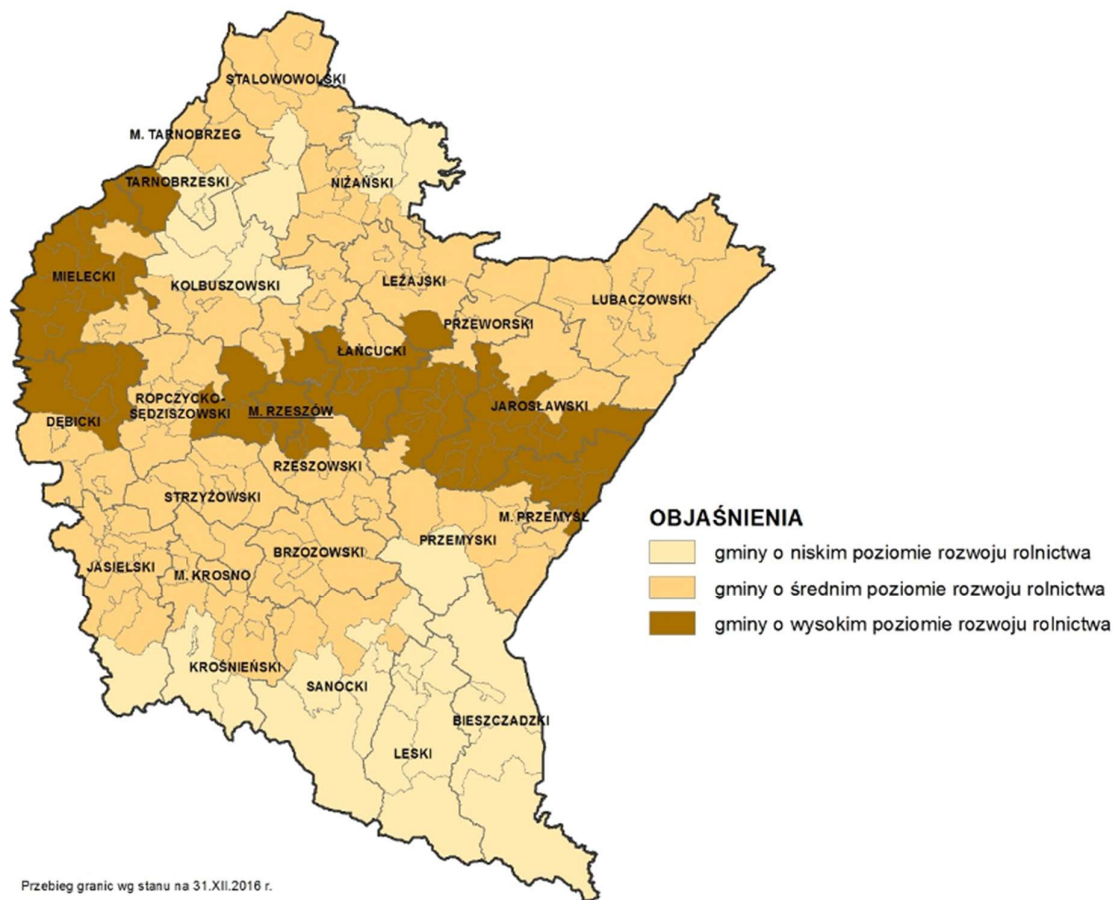 STALOWOWOLSKI
M. TARNOBRZEG
TARNOBRZESKI
NIŻAŃSKI
MIELECKI
KOLBUSZOWSKI
LEŻAJSKI
LUBACZOWSKI
PRZEWORSKI
ŁAŃCUCKI
ROPCZYCKO-
SĘDZISZOWSKI
M. RZESZÓW
JAROSŁAWSKI
DĘBICKI
RZESZOWSKI
STRZYŻOWSKI
M. PRZEMYŚL
PRZEMYSKI
BRZOZOWSKI
JASIELSKI
M. KROSNO
KROŚNIEŃSKI
SANOCKI
BIESZCZADZKI
LESKI
OBJAŚNIENIA
gminy o niskim poziomie rozwoju rolnictwa
gminy o średnim poziomie rozwoju rolnictwa
gminy o wysokim poziomie rozwoju rolnictwa
Przebieg granic wg stanu na 31.XII.2016 r.